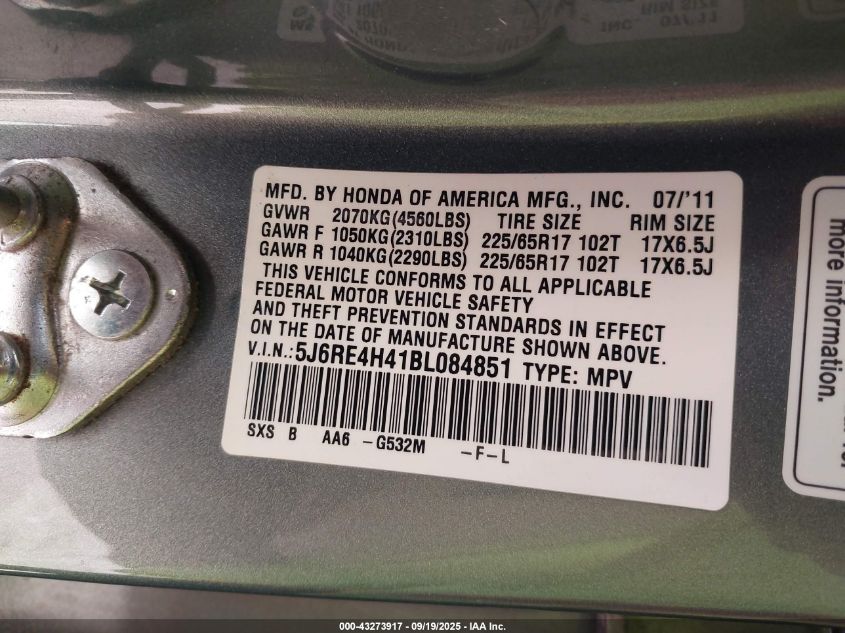 MFD. BY HONDA OF AMERICA MFG., INC. 07/'11
GVWR 2070KG(4560LBS) TIRE SIZE RIM SIZE
GAWR F 1050KG(2310LBS) 225/65R17 102T 17X6.5J
GAWR R 1040KG(2290LBS) 225/65R17 102T 17X6.5J
THIS VEHICLE CONFORMS TO ALL APPLICABLE
FEDERAL MOTOR VEHICLE SAFETY
AND THEFT PREVENTION STANDARDS IN EFFECT
ON THE DATE OF MANUFACTURE SHOWN ABOVE.
V.I.N.:5J6RE4H41BL084851 TYPE: MPV
SXS B AA6 -G532M -F-L
more information.
000-43273917 - 09/19/2025 - IAA Inc.